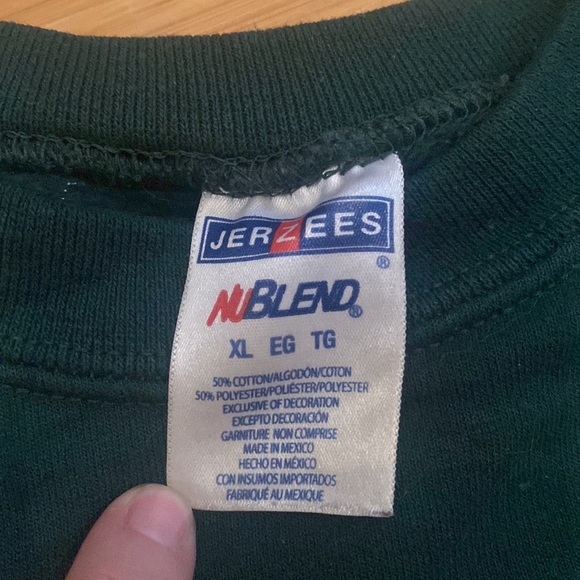 JERZEES
®
NUBLEND®
XL EG TG
50% COTTON/ALGODÓN/COTON
50% POLYESTER/POLIÉSTER/POLYESTER
EXCLUSIVE OF DECORATION
EXCEPTO DECORACIÓN
GARNITURE NON COMPRISE
MADE IN MEXICO
HECHO EN MÉXICO
CON INSUMOS IMPORTADOS
FABRIQUÉ AU MEXIQUE